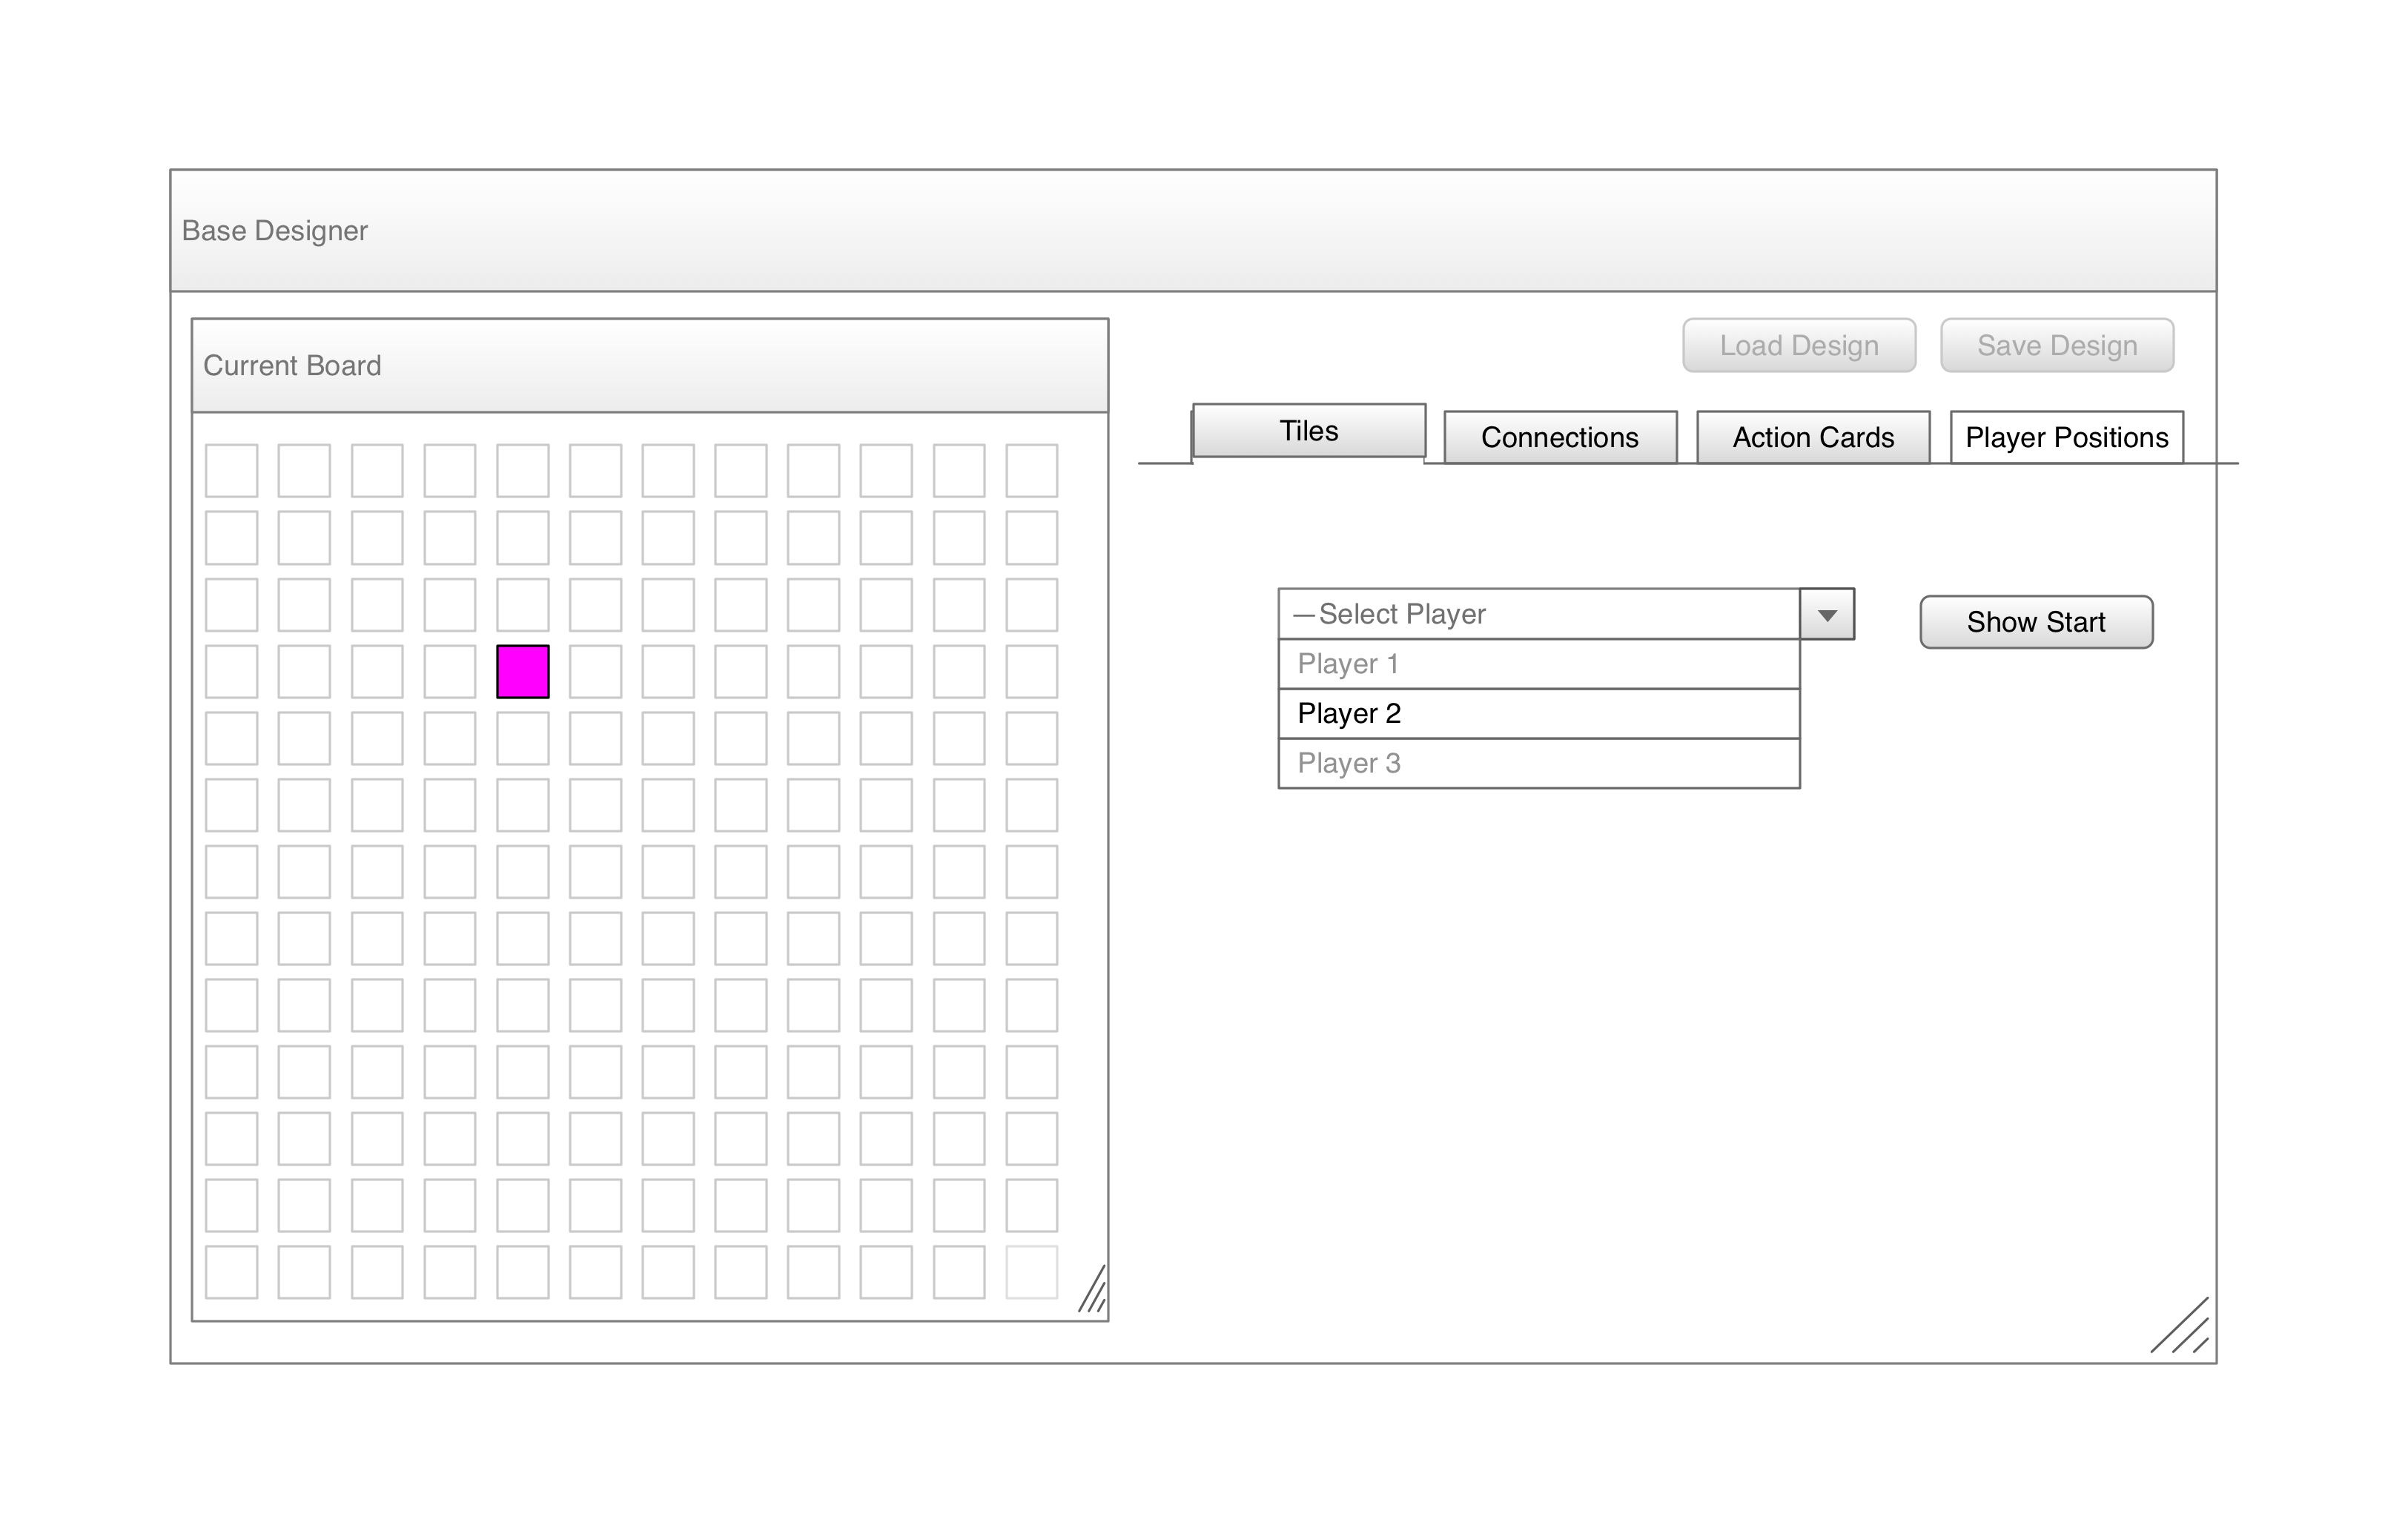 Base Designer
Current Board
Load Design
Save Design
Tiles
Connections
Action Cards
Player Positions
—Select Player
Player 1
Player 2
Player 3
Show Start